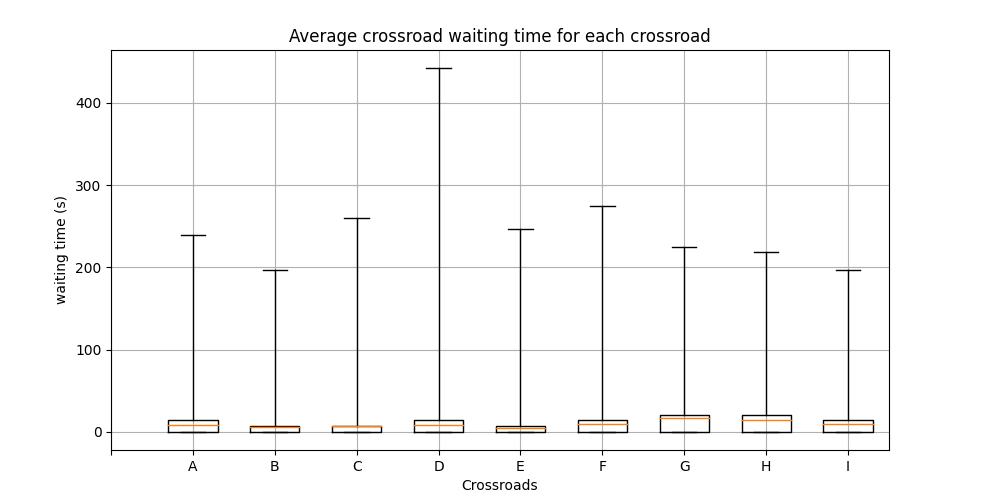 Average crossroad waiting time for each crossroad
waiting time (s)
400
300
200
100
0
A B C D E F G H I
Crossroads